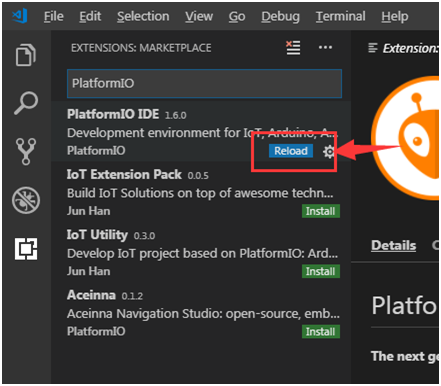 File Edit Selection View Go Debug Terminal Help
EXTENSIONS: MARKETPLACE
Extension:
PlatformIO
PlatformIO IDE 1.6.0
Development environment for IoT, Arduino, A...
PlatformIO Reload
IoT Extension Pack 0.0.5
Build IoT Solutions on top of awesome techn...
Jun Han Install
IoT Utility 0.3.0
Develop IoT project based on PlatformIO: Ard...
Jun Han Install
Aceinna 0.1.2
Aceinna Navigation Studio: open-source, emb...
PlatformIO Install
Details
Platfo
The next ge